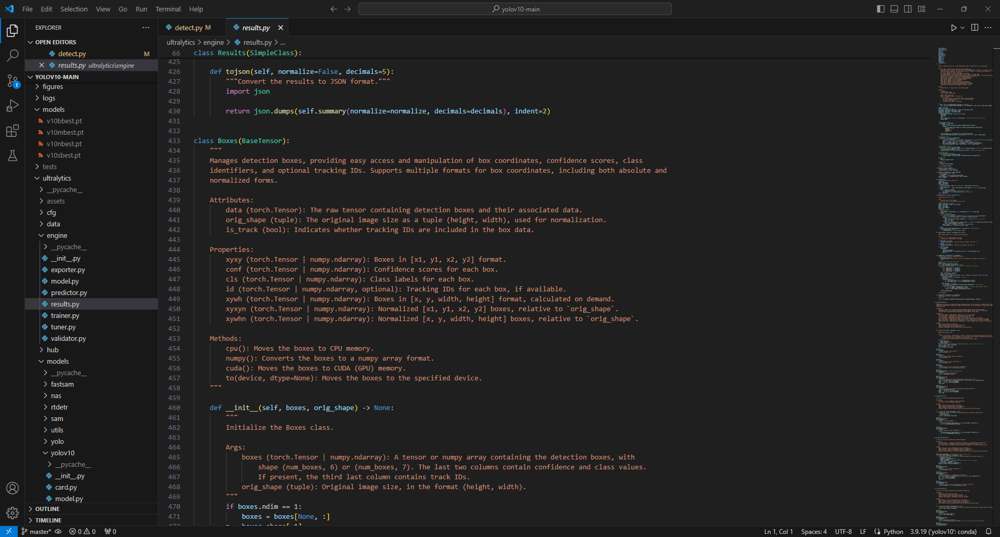 File Edit Selection View Go Run Terminal Help
yolov10-main
EXPLORER
OPEN EDITORS
detect.py M
results.py ultralytics\engine
YOLOV10-MAIN
figures
logs
models
v10bbest.pt
v10mbest.pt
v10nbest.pt
v10sbest.pt
tests
ultralytics
__pycache__
assets
cfg
data
engine
__pycache__
__init__.py
exporter.py
model.py
predictor.py
results.py
trainer.py
tuner.py
validator.py
hub
models
__pycache__
fastsam
nas
rtdetr
sam
utils
yolo
yolov10
__pycache__
__init__.py
card.py
model.py
OUTLINE
TIMELINE
1
detect.py M results.py
ultralytics > engine > results.py > ...
66 class Results(SimpleClass):
425
426 def tojson(self, normalize=False, decimals=5):
427 """Convert the results to JSON format."""
428 import json
429
430 return json.dumps(self.summary(normalize=normalize, decimals=decimals), indent=2)
431
432
433 class Boxes(BaseTensor):
434 """
435 Manages detection boxes, providing easy access and manipulation of box coordinates, confidence scores, class
436 identifiers, and optional tracking IDs. Supports multiple formats for box coordinates, including both absolute and
437 normalized forms.
438
439 Attributes:
440 data (torch.Tensor): The raw tensor containing detection boxes and their associated data.
441 orig_shape (tuple): The original image size as a tuple (height, width), used for normalization.
442 is_track (bool): Indicates whether tracking IDs are included in the box data.
443
444 Properties:
445 xyxy (torch.Tensor | numpy.ndarray): Boxes in [x1, y1, x2, y2] format.
446 conf (torch.Tensor | numpy.ndarray): Confidence scores for each box.
447 cls (torch.Tensor | numpy.ndarray): Class labels for each box.
448 id (torch.Tensor | numpy.ndarray, optional): Tracking IDs for each box, if available.
449 xywh (torch.Tensor | numpy.ndarray): Boxes in [x, y, width, height] format, calculated on demand.
450 xyxyn (torch.Tensor | numpy.ndarray): Normalized [x1, y1, x2, y2] boxes, relative to `orig_shape`.
451 xywhn (torch.Tensor | numpy.ndarray): Normalized [x, y, width, height] boxes, relative to `orig_shape`.
452
453 Methods:
454 cpu(): Moves the boxes to CPU memory.
455 numpy(): Converts the boxes to a numpy array format.
456 cuda(): Moves the boxes to CUDA (GPU) memory.
457 to(device, dtype=None): Moves the boxes to the specified device.
458 """
459
460 def __init__(self, boxes, orig_shape) -> None:
461 """
462 Initialize the Boxes class.
463
464 Args:
465 boxes (torch.Tensor | numpy.ndarray): A tensor or numpy array containing the detection boxes, with
466 shape (num_boxes, 6) or (num_boxes, 7). The last two columns contain confidence and class values.
467 If present, the third last column contains track IDs.
468 orig_shape (tuple): Original image size, in the format (height, width).
469 """
470 if boxes.ndim == 1:
471 boxes = boxes[None, :]
master* 0 0 0 Ln 1, Col 1 Spaces: 4 UTF-8 LF Python 3.9.19 ('yolov10': conda)